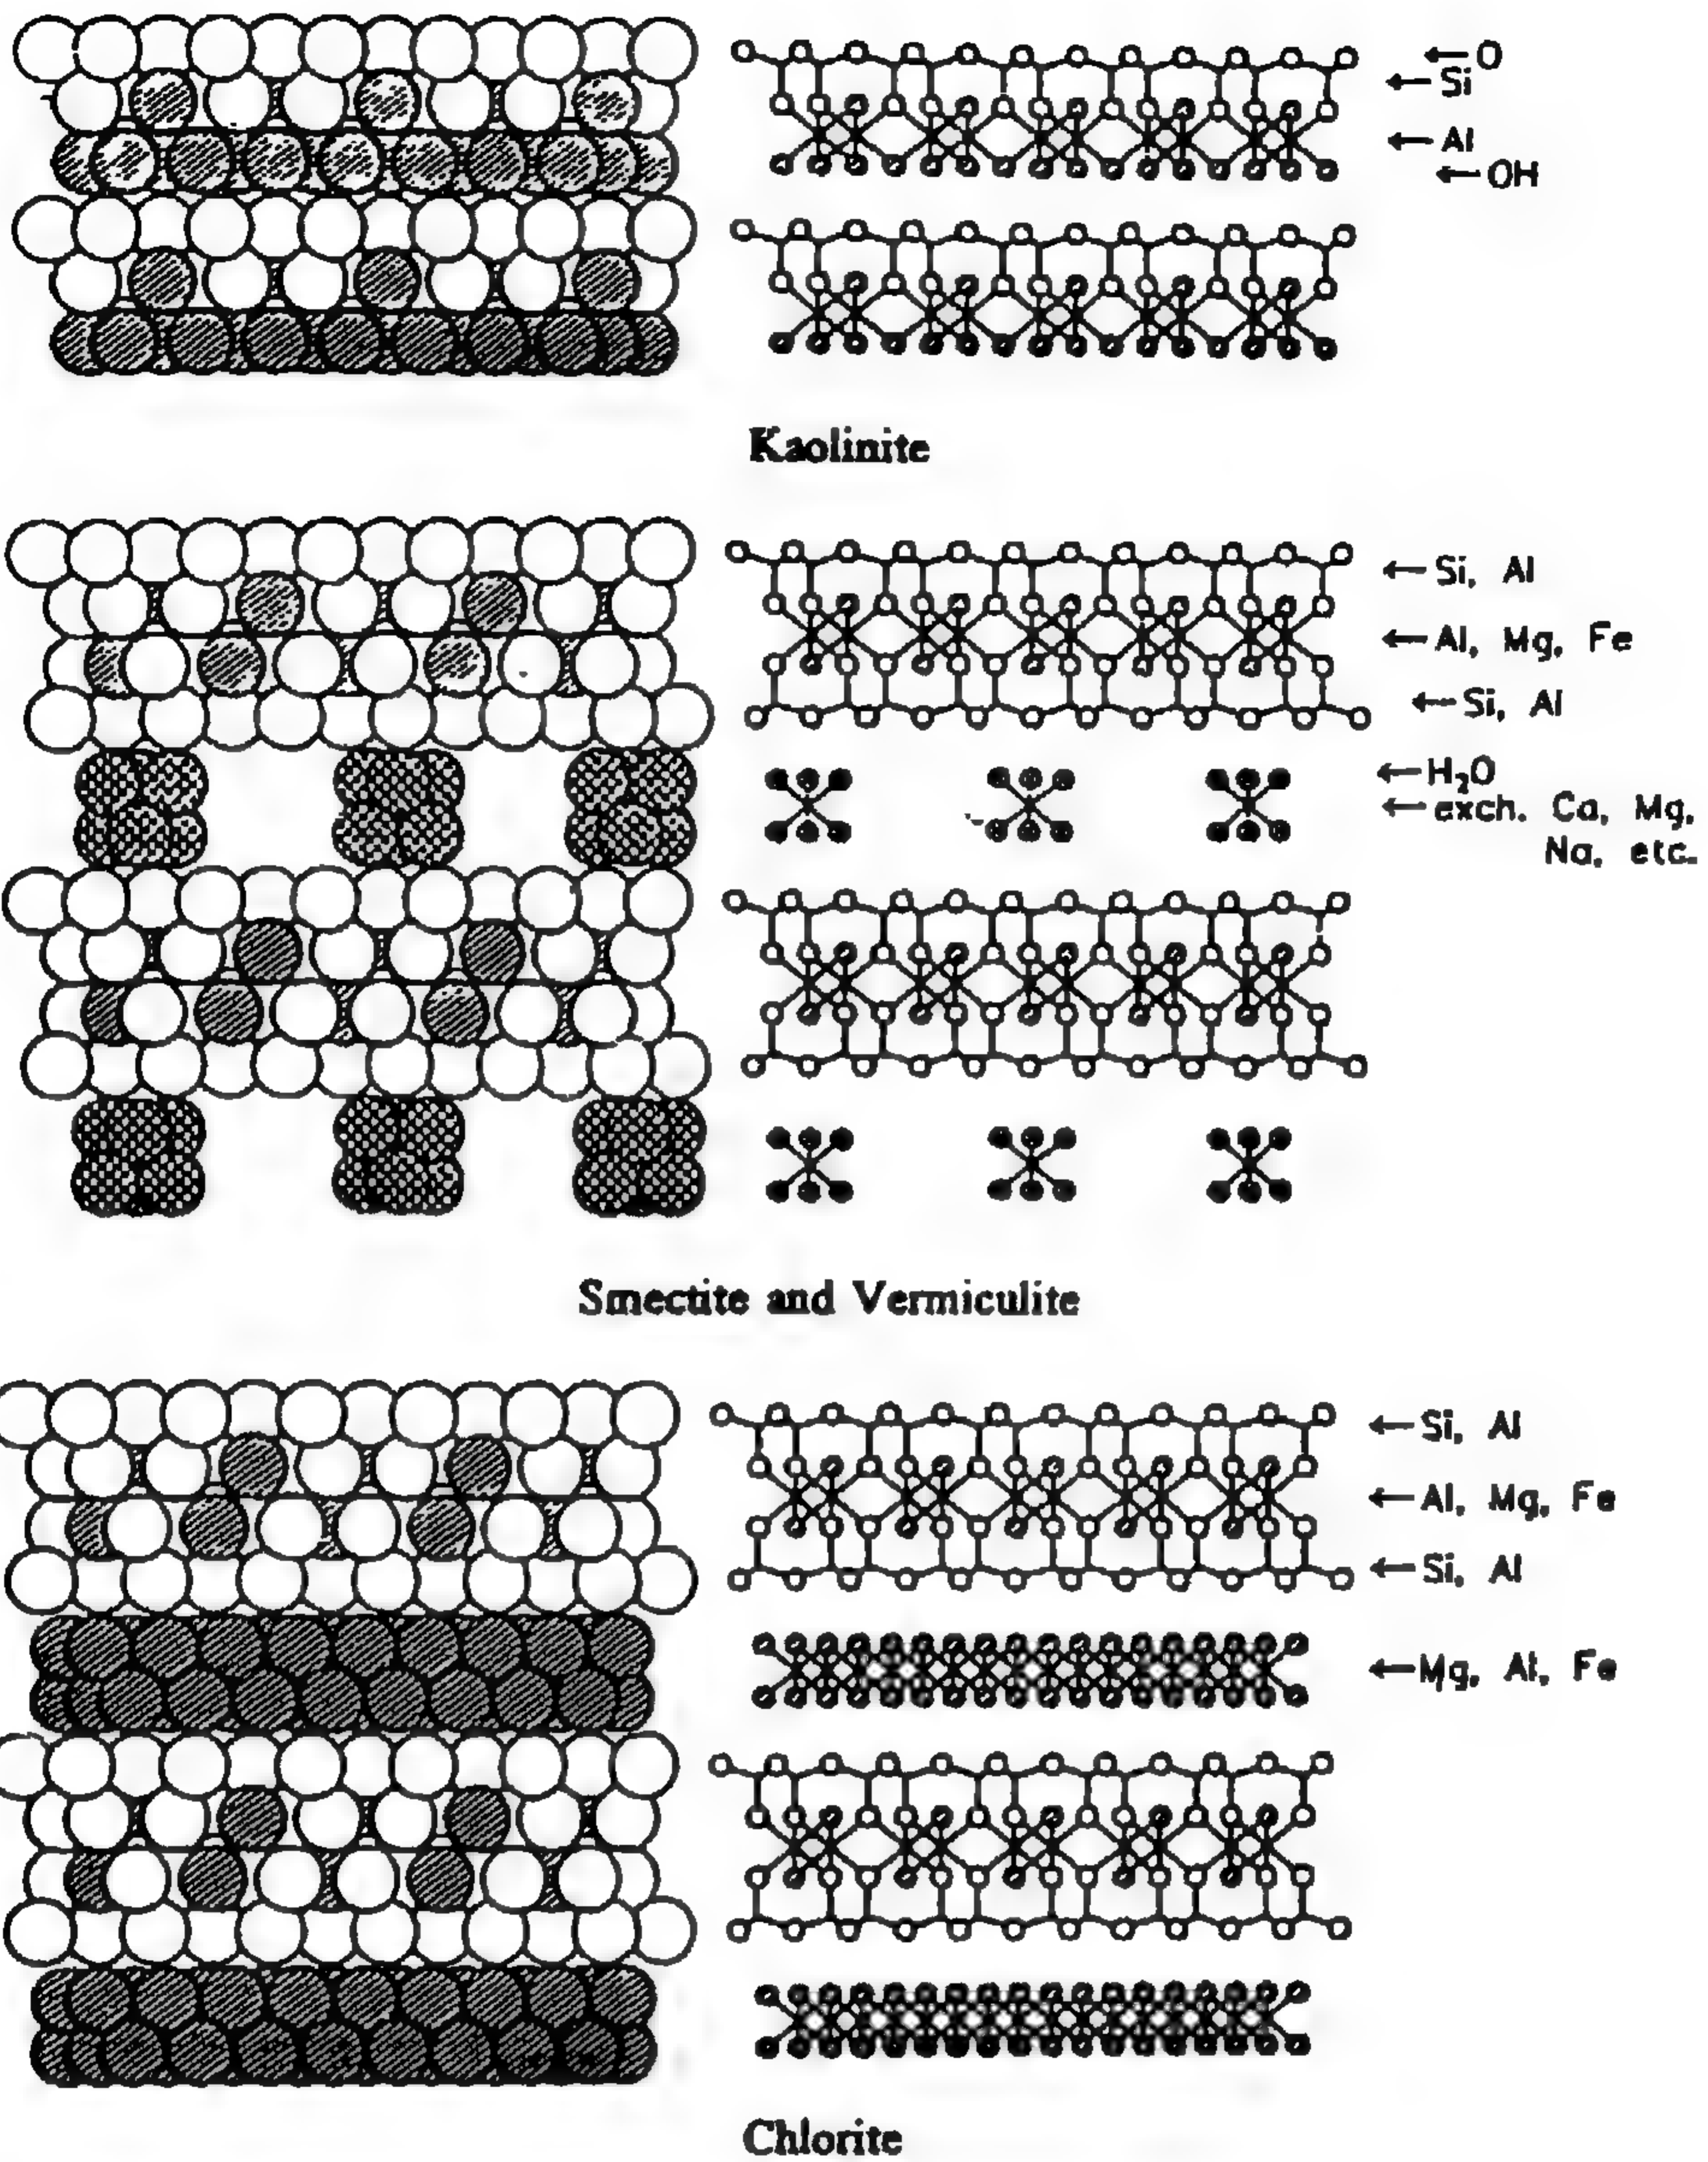 ←O
←Si
←Al
←OH
Kaolinite
←Si, Al
←Al, Mg, Fe
←Si, Al
←H₂O
←exch. Ca, Mg,
Na, etc.
Smectite and Vermiculite
←Si, Al
←Al, Mg, Fe
←Si, Al
←Mg, Al, Fe
Chlorite